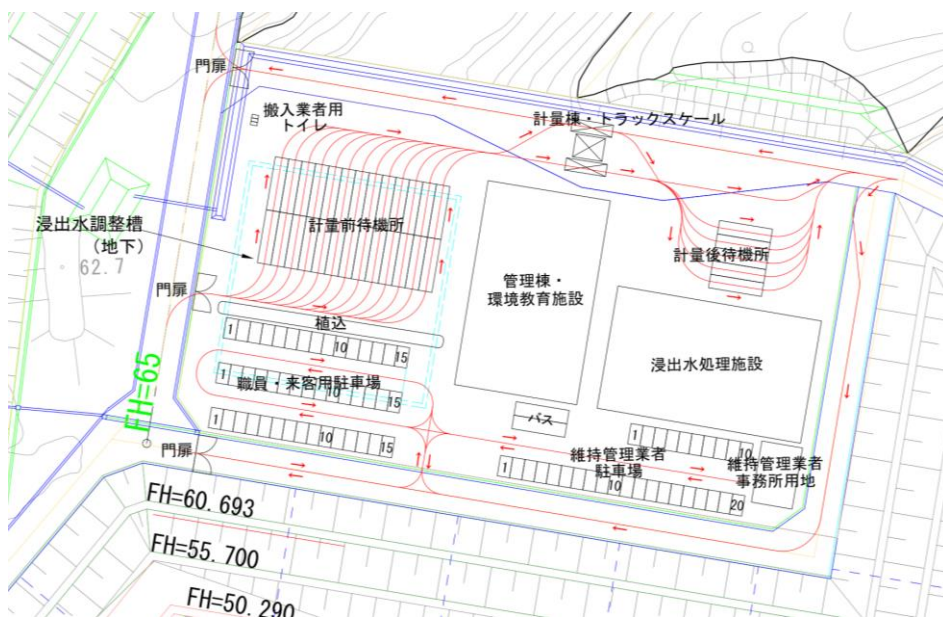 門扉
搬入業者用
トイレ
計量棟・トラックスケール
浸出水調整槽
（地下）
62.7
計量前待機所
計量後待機所
管理棟・
環境教育施設
門扉
植込
1
10
15
浸出水処理施設
FH=65
1
職員・来客用駐車場
10
15
バス
1
10
15
1
10
門扉
維持管理業者
駐車場
維持管理業者
事務所用地
1
10
20
FH=60.693
FH=55.700
FH=50.290